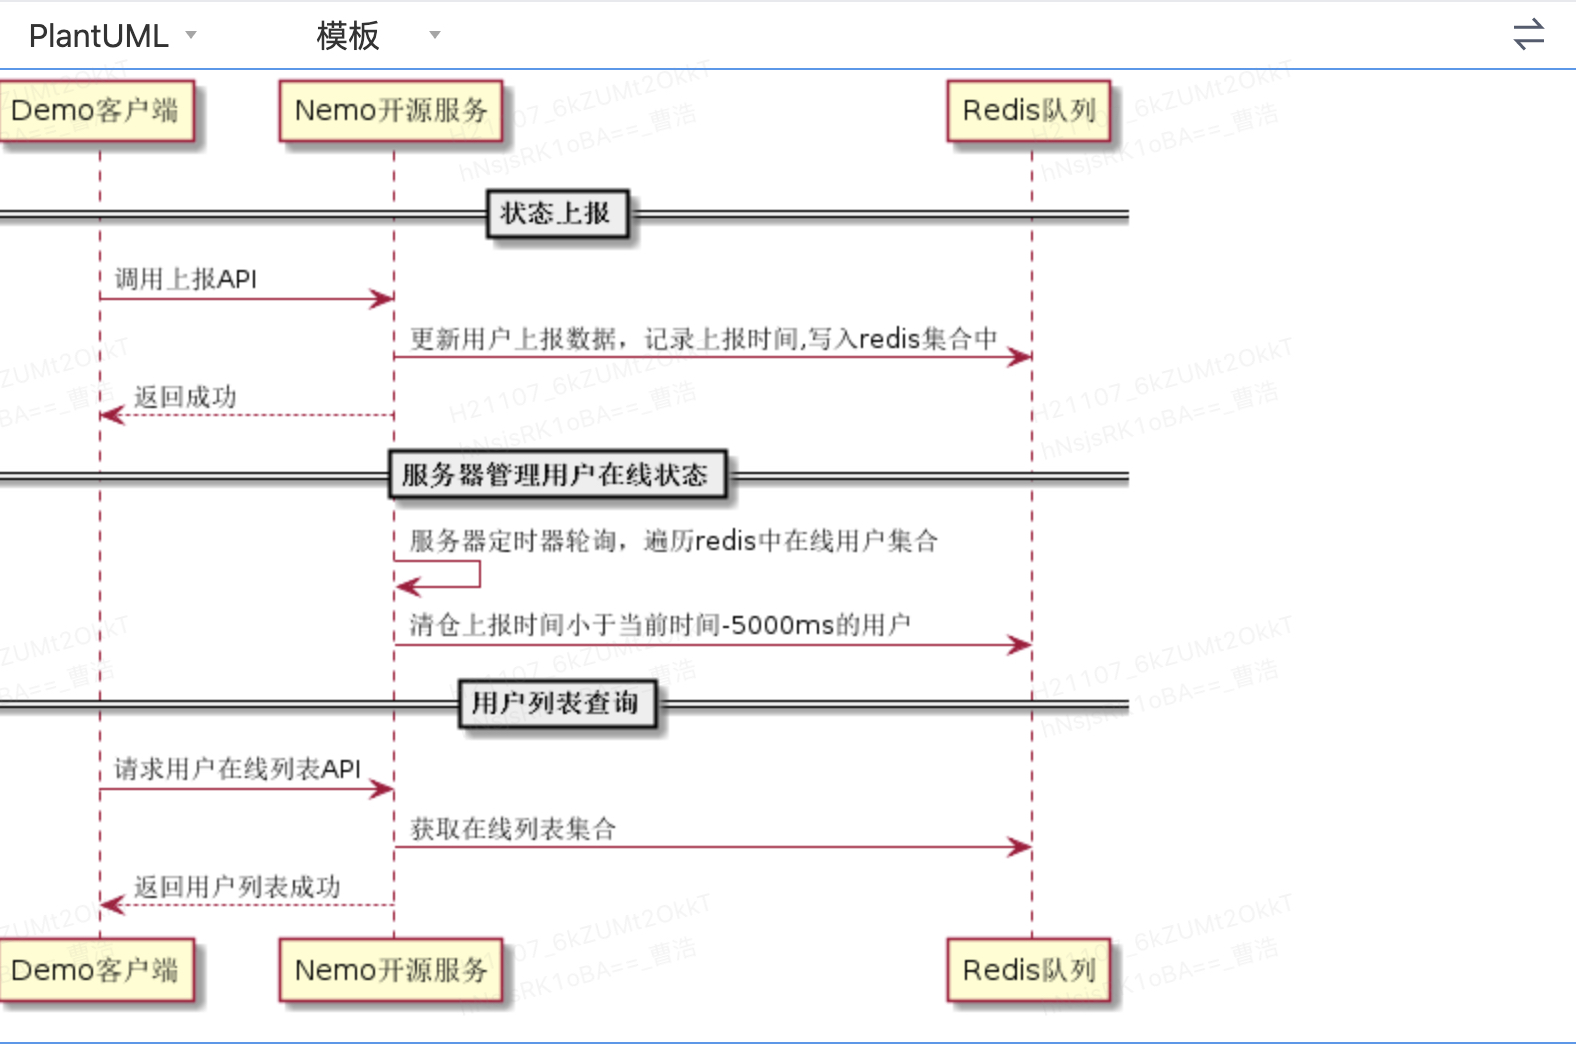 PlantUML 模板
Demo客户端 Nemo开源服务 Redis队列
状态上报
调用上报API
更新用户上报数据，记录上报时间,写入redis集合中
返回成功
服务器管理用户在线状态
服务器定时器轮询，遍历redis中在线用户集合
清仓上报时间小于当前时间-5000ms的用户
用户列表查询
请求用户在线列表API
获取在线列表集合
返回用户列表成功
Demo客户端 Nemo开源服务 Redis队列
H21107_6kZUMt2OkkT
hNsjsRK1oBA==_曹浩